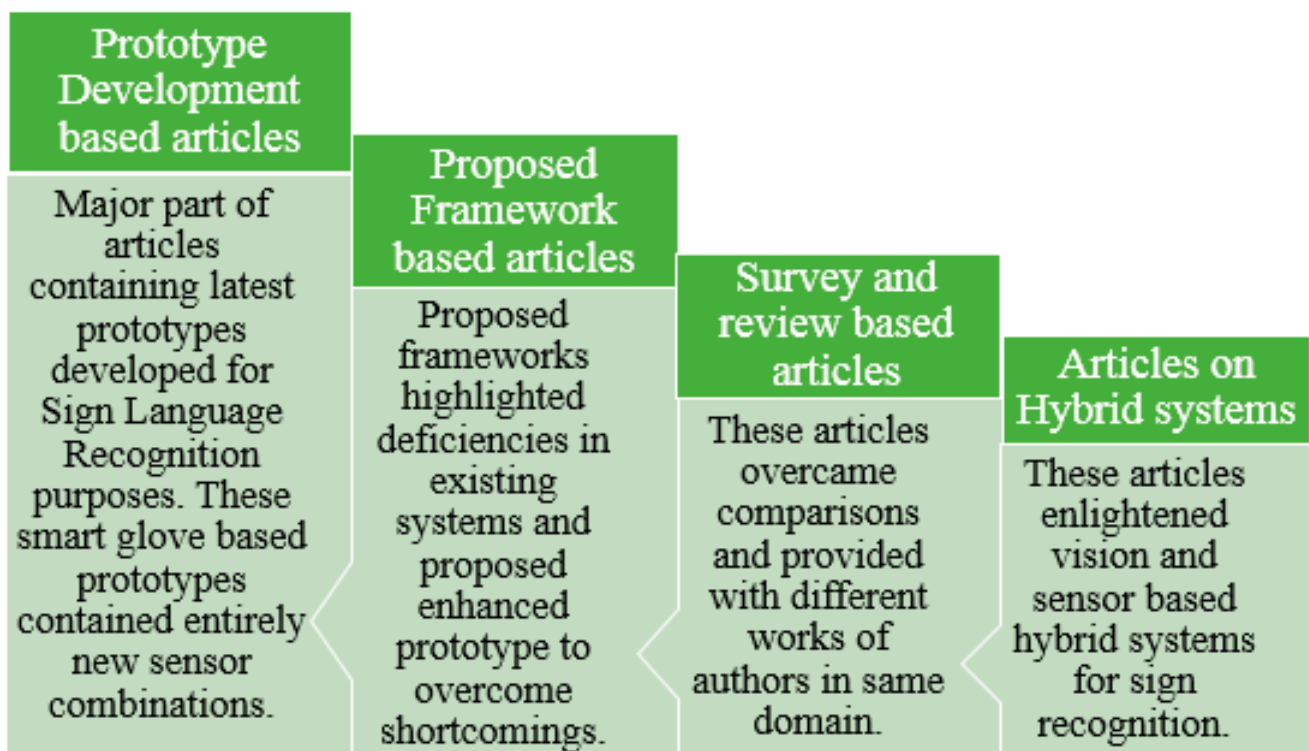 Prototype
Development
based articles
Major part of
articles
containing latest
prototypes
developed for
Sign Language
Recognition
purposes. These
smart glove based
prototypes
contained entirely
new sensor
combinations.
Proposed
Framework
based articles
Proposed
frameworks
highlighted
deficiencies in
existing
systems and
proposed
enhanced
prototype to
overcome
shortcomings.
Survey and
review based
articles
These articles
overcame
comparisons
and provided
with different
works of
authors in same
domain.
Articles on
Hybrid systems
These articles
enlightened
vision and
sensor based
hybrid systems
for sign
recognition.